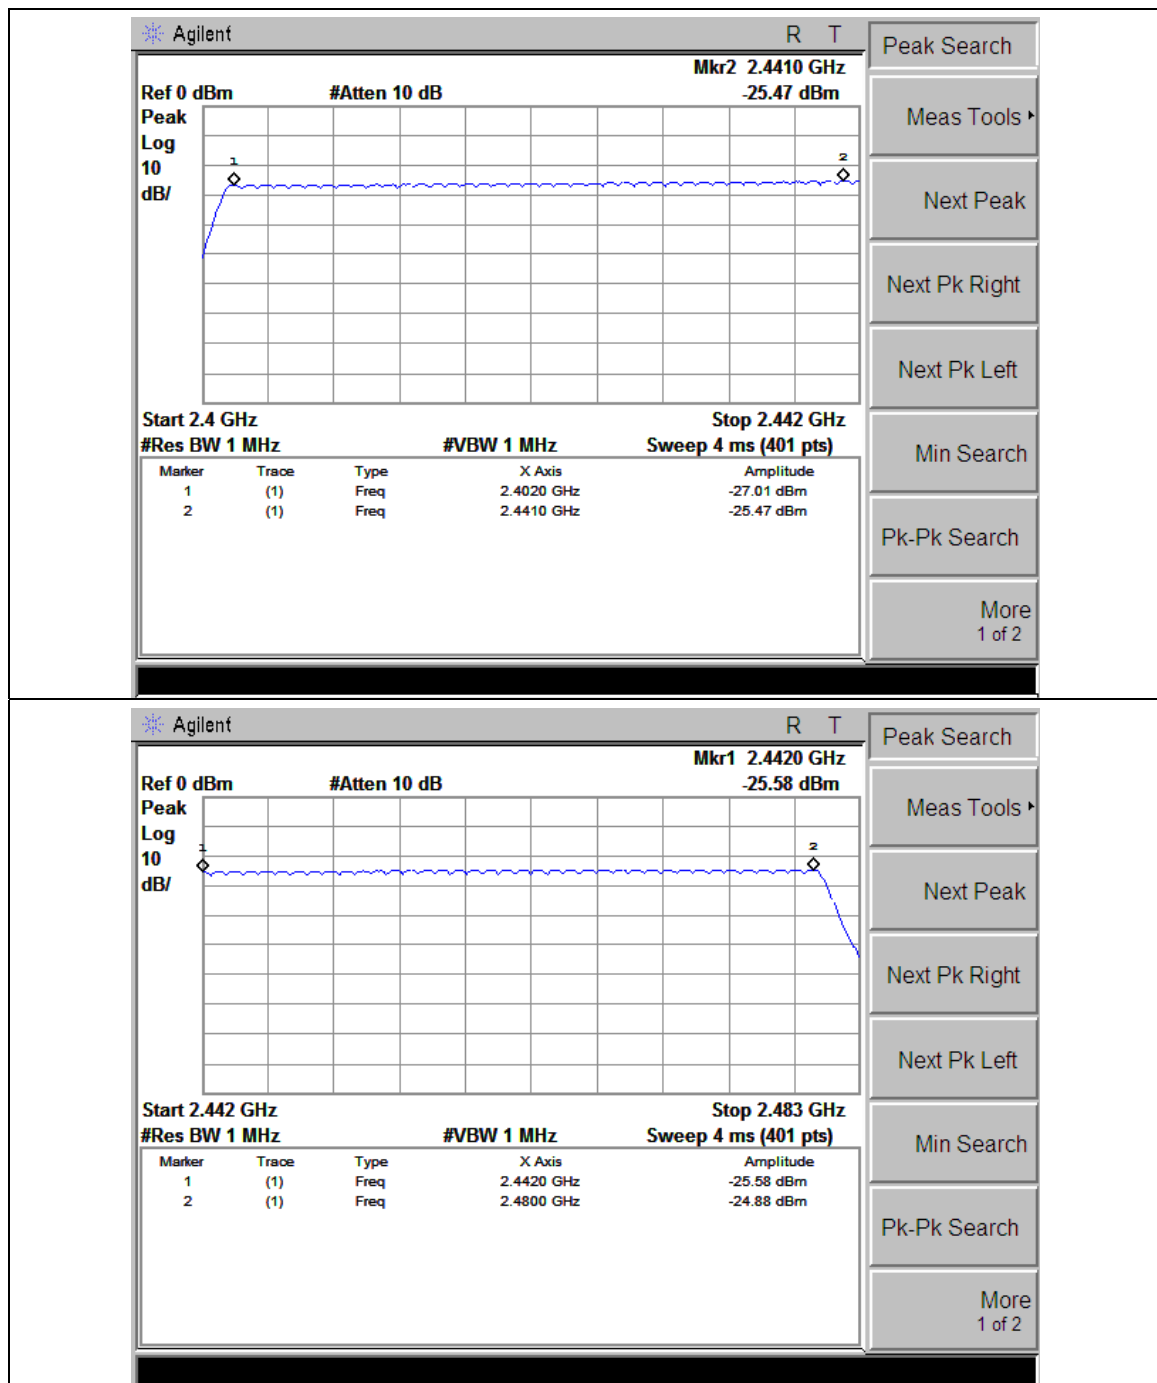 Agilent R T
Peak Search
Mkr2 2.4410 GHz
Ref 0 dBm #Atten 10 dB -25.47 dBm
Peak
Log
10
dB/
1
2
Meas Tools
Next Peak
Next Pk Right
Next Pk Left
Start 2.4 GHz Stop 2.442 GHz
#Res BW 1 MHz #VBW 1 MHz Sweep 4 ms (401 pts)
Marker Trace Type X Axis Amplitude
1 (1) Freq 2.4020 GHz -27.01 dBm
2 (1) Freq 2.4410 GHz -25.47 dBm
Min Search
Pk-Pk Search
More
1 of 2
Agilent R T
Peak Search
Mkr1 2.4420 GHz
Ref 0 dBm #Atten 10 dB -25.58 dBm
Peak
Log
10
dB/
1
2
Meas Tools
Next Peak
Next Pk Right
Next Pk Left
Start 2.442 GHz Stop 2.483 GHz
#Res BW 1 MHz #VBW 1 MHz Sweep 4 ms (401 pts)
Marker Trace Type X Axis Amplitude
1 (1) Freq 2.4420 GHz -25.58 dBm
2 (1) Freq 2.4800 GHz -24.88 dBm
Min Search
Pk-Pk Search
More
1 of 2